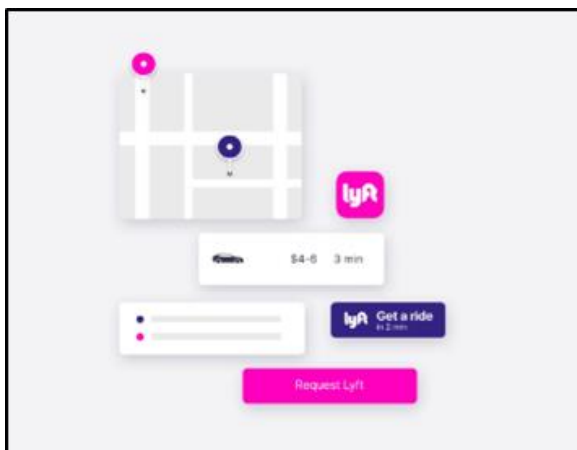 lyft
$4-6 3 min
lyft Get a ride
in 2 min
Request Lyft